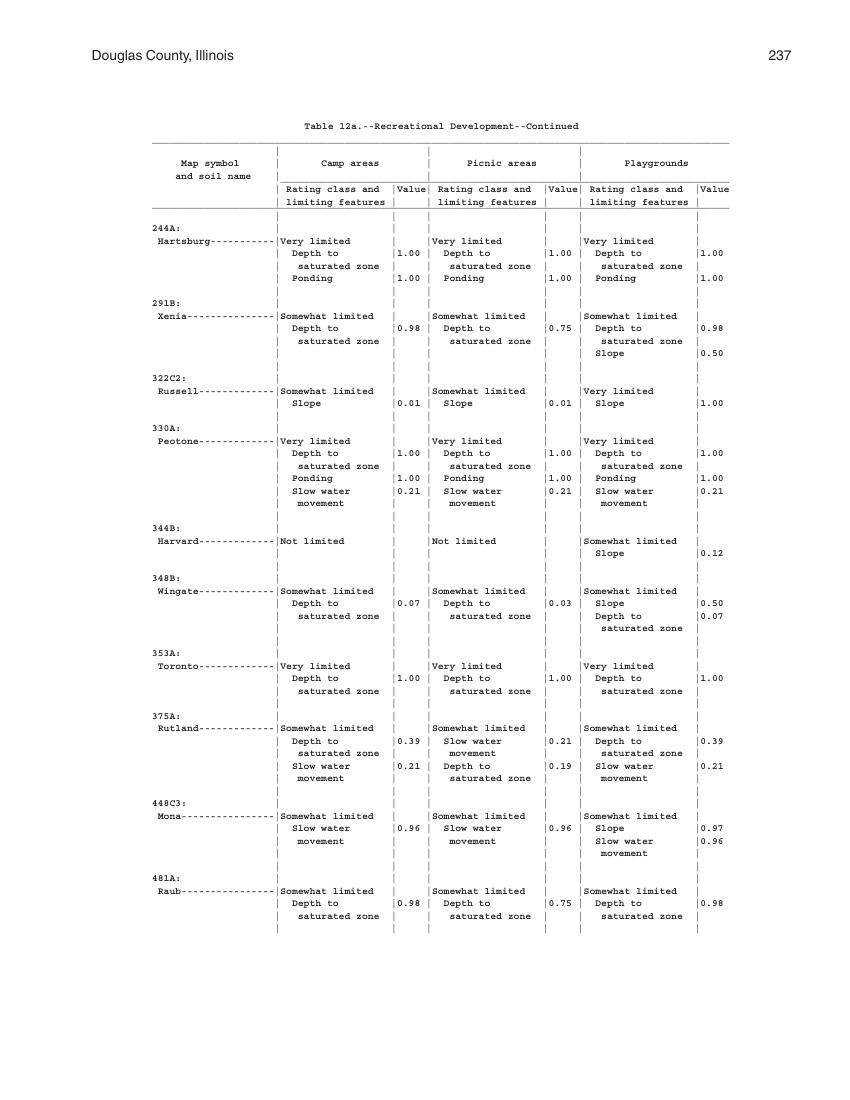 Douglas County, Illinois 237
Table 12a.--Recreational Development--Continued
Map symbol | Camp areas | Picnic areas | Playgrounds
and soil name
Rating class and |Value| Rating class and |Value| Rating class and |Value
limiting features | | limiting features | | limiting features |
244A:
Hartsburg-----------|Very limited | |Very limited | |Very limited |
Depth to |1.00 | Depth to |1.00 | Depth to |1.00
saturated zone | | saturated zone | | saturated zone |
Ponding |1.00 | Ponding |1.00 | Ponding |1.00
291B:
Xenia---------------|Somewhat limited | |Somewhat limited | |Somewhat limited |
Depth to |0.98 | Depth to |0.75 | Depth to |0.98
saturated zone | | saturated zone | | saturated zone |
Slope |0.50
322C2:
Russell-------------|Somewhat limited | |Somewhat limited | |Very limited |
Slope |0.01 | Slope |0.01 | Slope |1.00
330A:
Peotone-------------|Very limited | |Very limited | |Very limited |
Depth to |1.00 | Depth to |1.00 | Depth to |1.00
saturated zone | | saturated zone | | saturated zone |
Ponding |1.00 | Ponding |1.00 | Ponding |1.00
Slow water |0.21 | Slow water |0.21 | Slow water |0.21
movement | | movement | | movement |
344B:
Harvard-------------|Not limited | |Not limited | |Somewhat limited |
Slope |0.12
348B:
Wingate-------------|Somewhat limited | |Somewhat limited | |Somewhat limited |
Depth to |0.07 | Depth to |0.03 | Slope |0.50
saturated zone | | saturated zone | | Depth to |0.07
saturated zone |
353A:
Toronto-------------|Very limited | |Very limited | |Very limited |
Depth to |1.00 | Depth to |1.00 | Depth to |1.00
saturated zone | | saturated zone | | saturated zone |
375A:
Rutland-------------|Somewhat limited | |Somewhat limited | |Somewhat limited |
Depth to |0.39 | Slow water |0.21 | Depth to |0.39
saturated zone | | movement | | saturated zone |
Slow water |0.21 | Depth to |0.19 | Slow water |0.21
movement | | saturated zone | | movement |
448C3:
Mona----------------|Somewhat limited | |Somewhat limited | |Somewhat limited |
Slow water |0.96 | Slow water |0.96 | Slope |0.97
movement | | movement | | Slow water |0.96
movement |
481A:
Raub----------------|Somewhat limited | |Somewhat limited | |Somewhat limited |
Depth to |0.98 | Depth to |0.75 | Depth to |0.98
saturated zone | | saturated zone | | saturated zone |